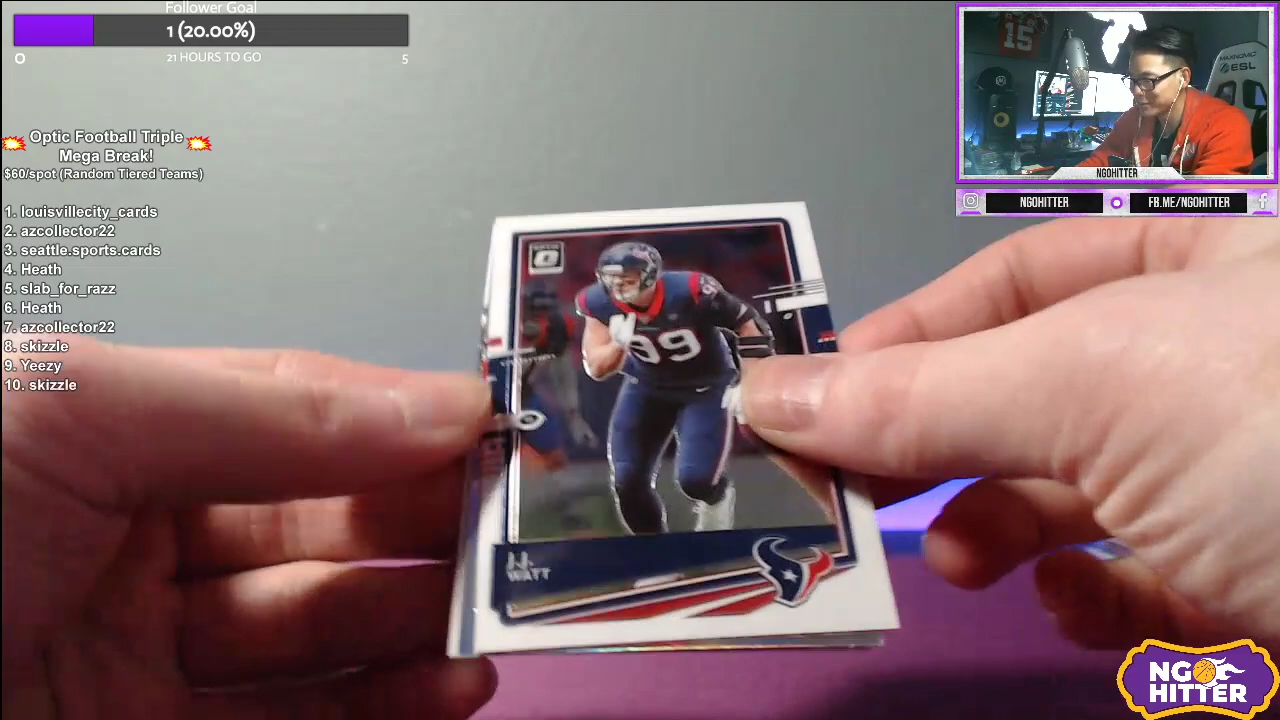 Follower Goal
1 (20.00%)
0
21 HOURS TO GO
5
Optic Football Triple
Mega Break!
$60/spot (Random Tiered Teams)
1. louisvillecity_cards
2. azcollector22
3. seattle.sports.cards
4. Heath
5. slab_for_razz
6. Heath
7. azcollector22
8. skizzle
9. Yeezy
10. skizzle
15
ESL
NGOHITTER
NGOHITTER
FB.ME/NGOHITTER
99
J.J.
WATT
NGO
HITTER